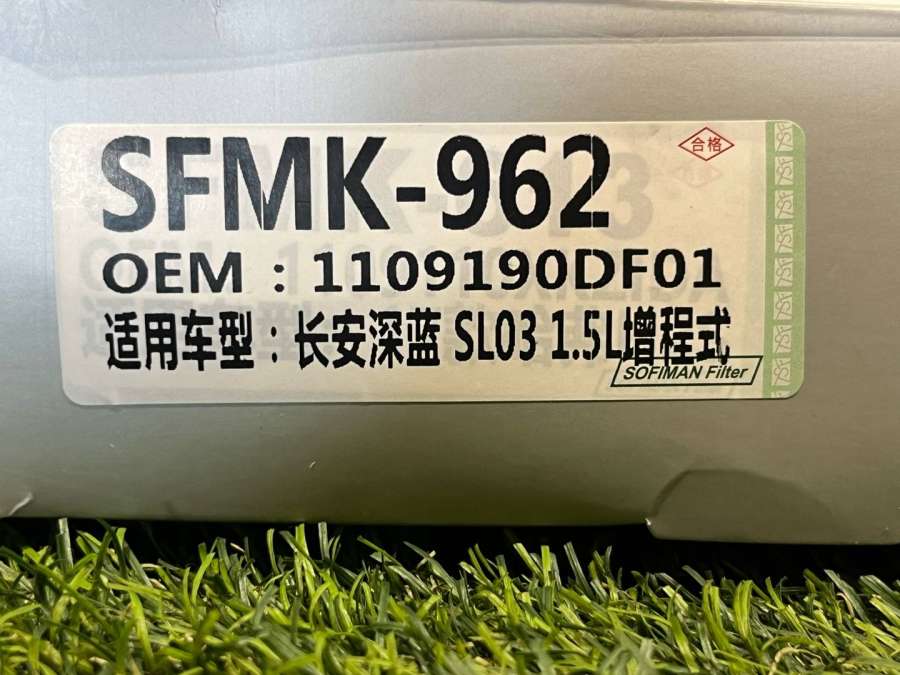 SFMK-962
合格
OEM：1109190DF01
适用车型：长安深蓝 SL03 1.5L增程式
SOFIMAN Filter